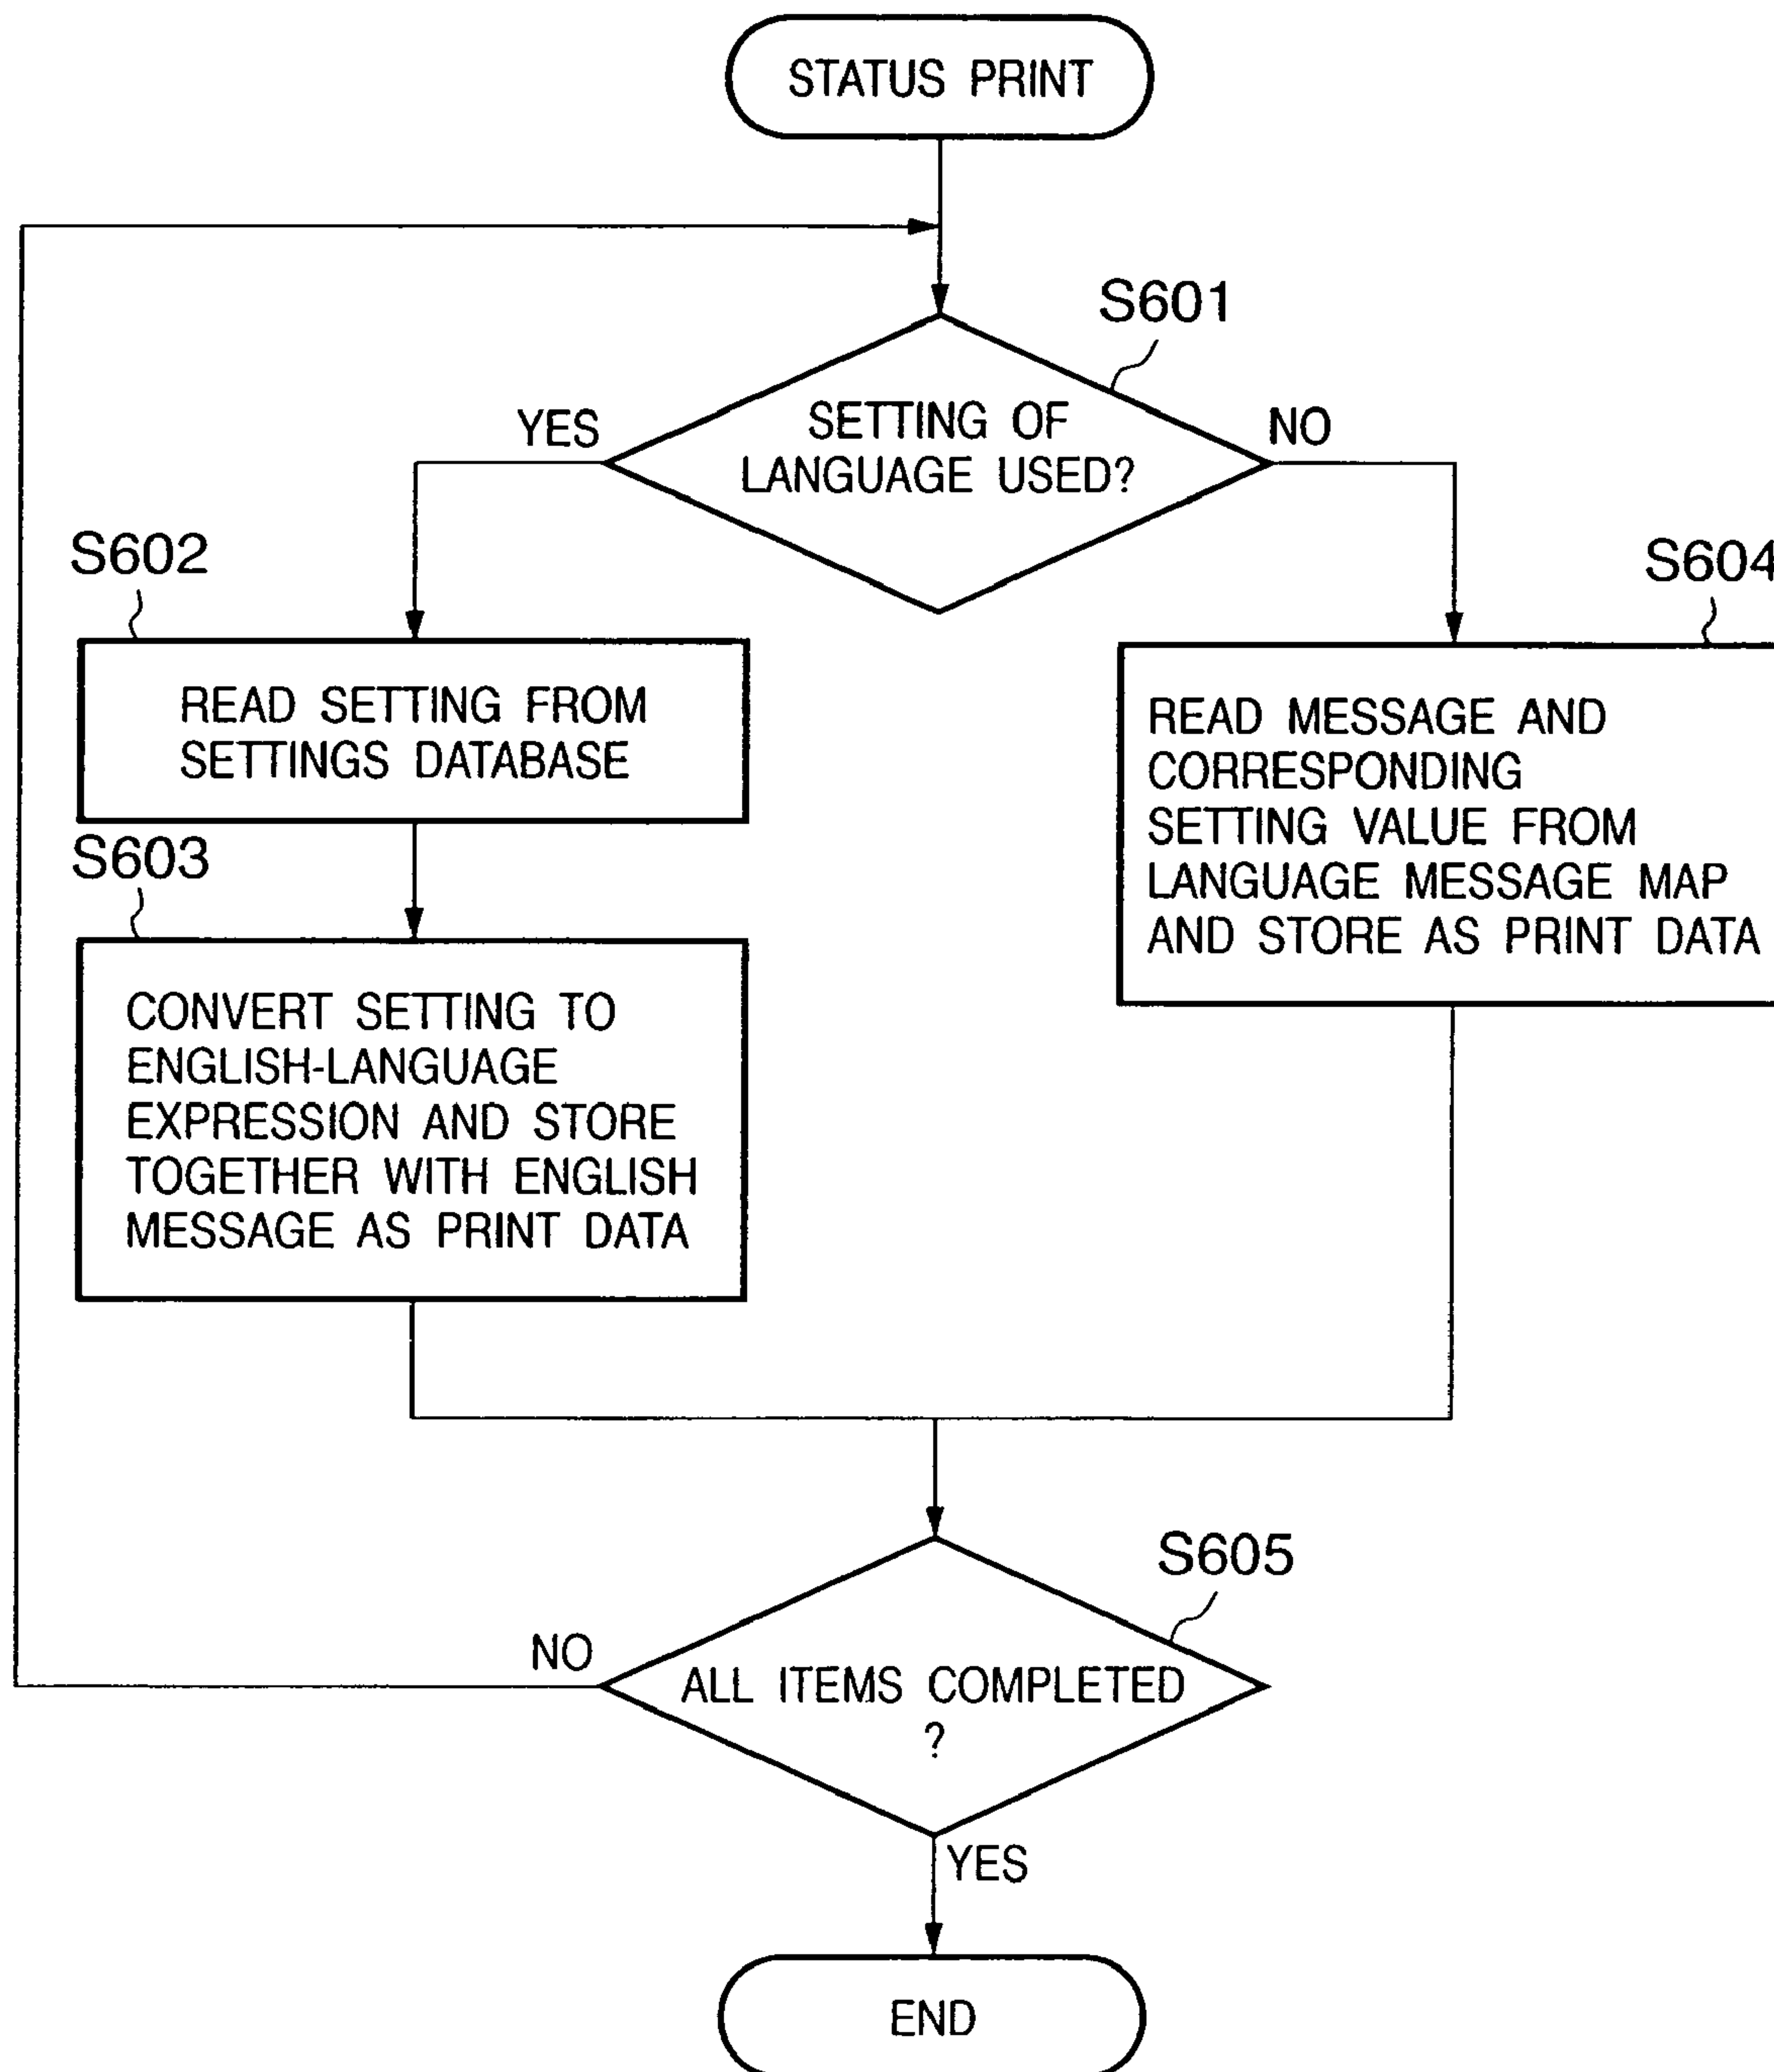 STATUS PRINT
S601
SETTING OF
LANGUAGE USED?
YES
NO
S602
READ SETTING FROM
SETTINGS DATABASE
S604
READ MESSAGE AND
CORRESPONDING
SETTING VALUE FROM
LANGUAGE MESSAGE MAP
AND STORE AS PRINT DATA
S603
CONVERT SETTING TO
ENGLISH-LANGUAGE
EXPRESSION AND STORE
TOGETHER WITH ENGLISH
MESSAGE AS PRINT DATA
S605
NO
ALL ITEMS COMPLETED
?
YES
END